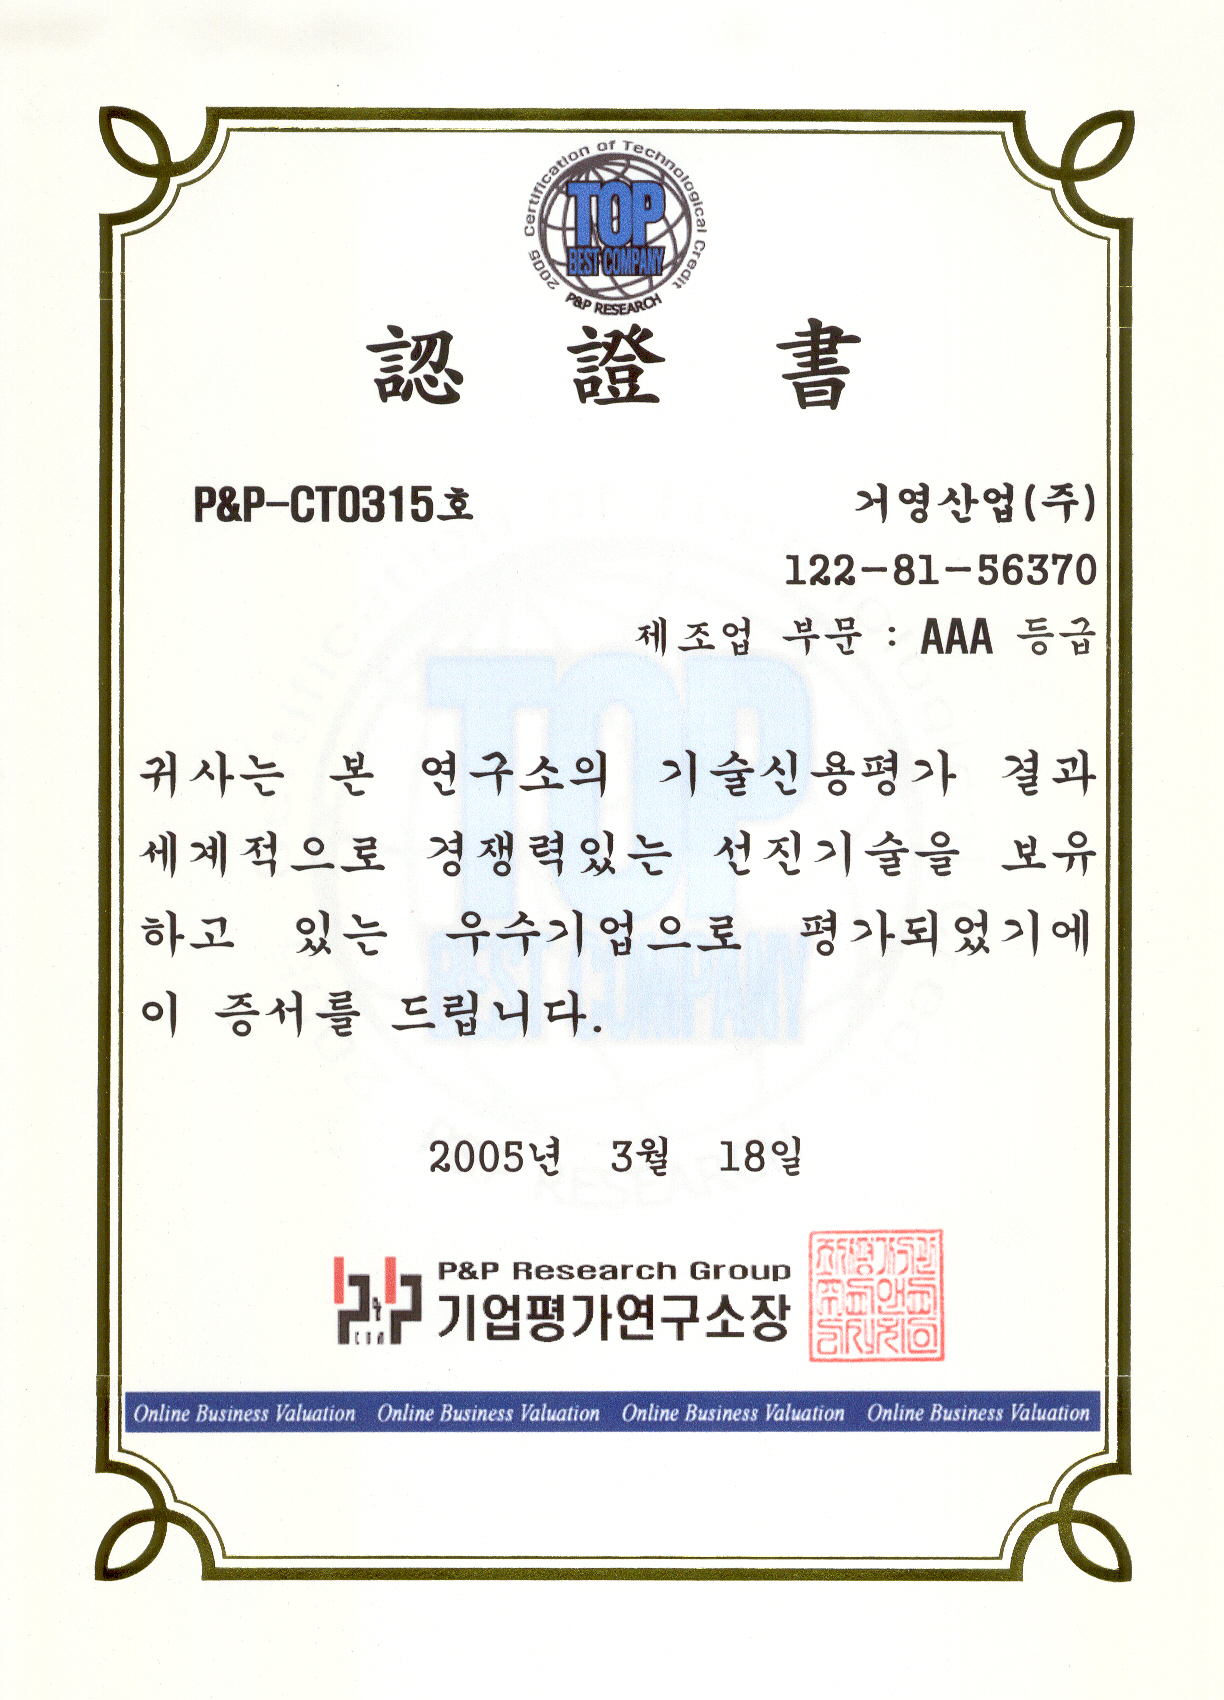 2005 Certification of Technological Credit
TOP
BEST COMPANY
P&P RESEARCH
認 證 書
P&P-CT0315호
거영산업(주)
122-81-56370
제조업 부문 : AAA 등급
귀사는 본 연구소의 기술신용평가 결과
세계적으로 경쟁력있는 선진기술을 보유
하고 있는 우수기업으로 평가되었기에
이 증서를 드립니다.
2005년 3월 18일
P&P Research Group
기업평가연구소장
Online Business Valuation Online Business Valuation Online Business Valuation Online Business Valuation